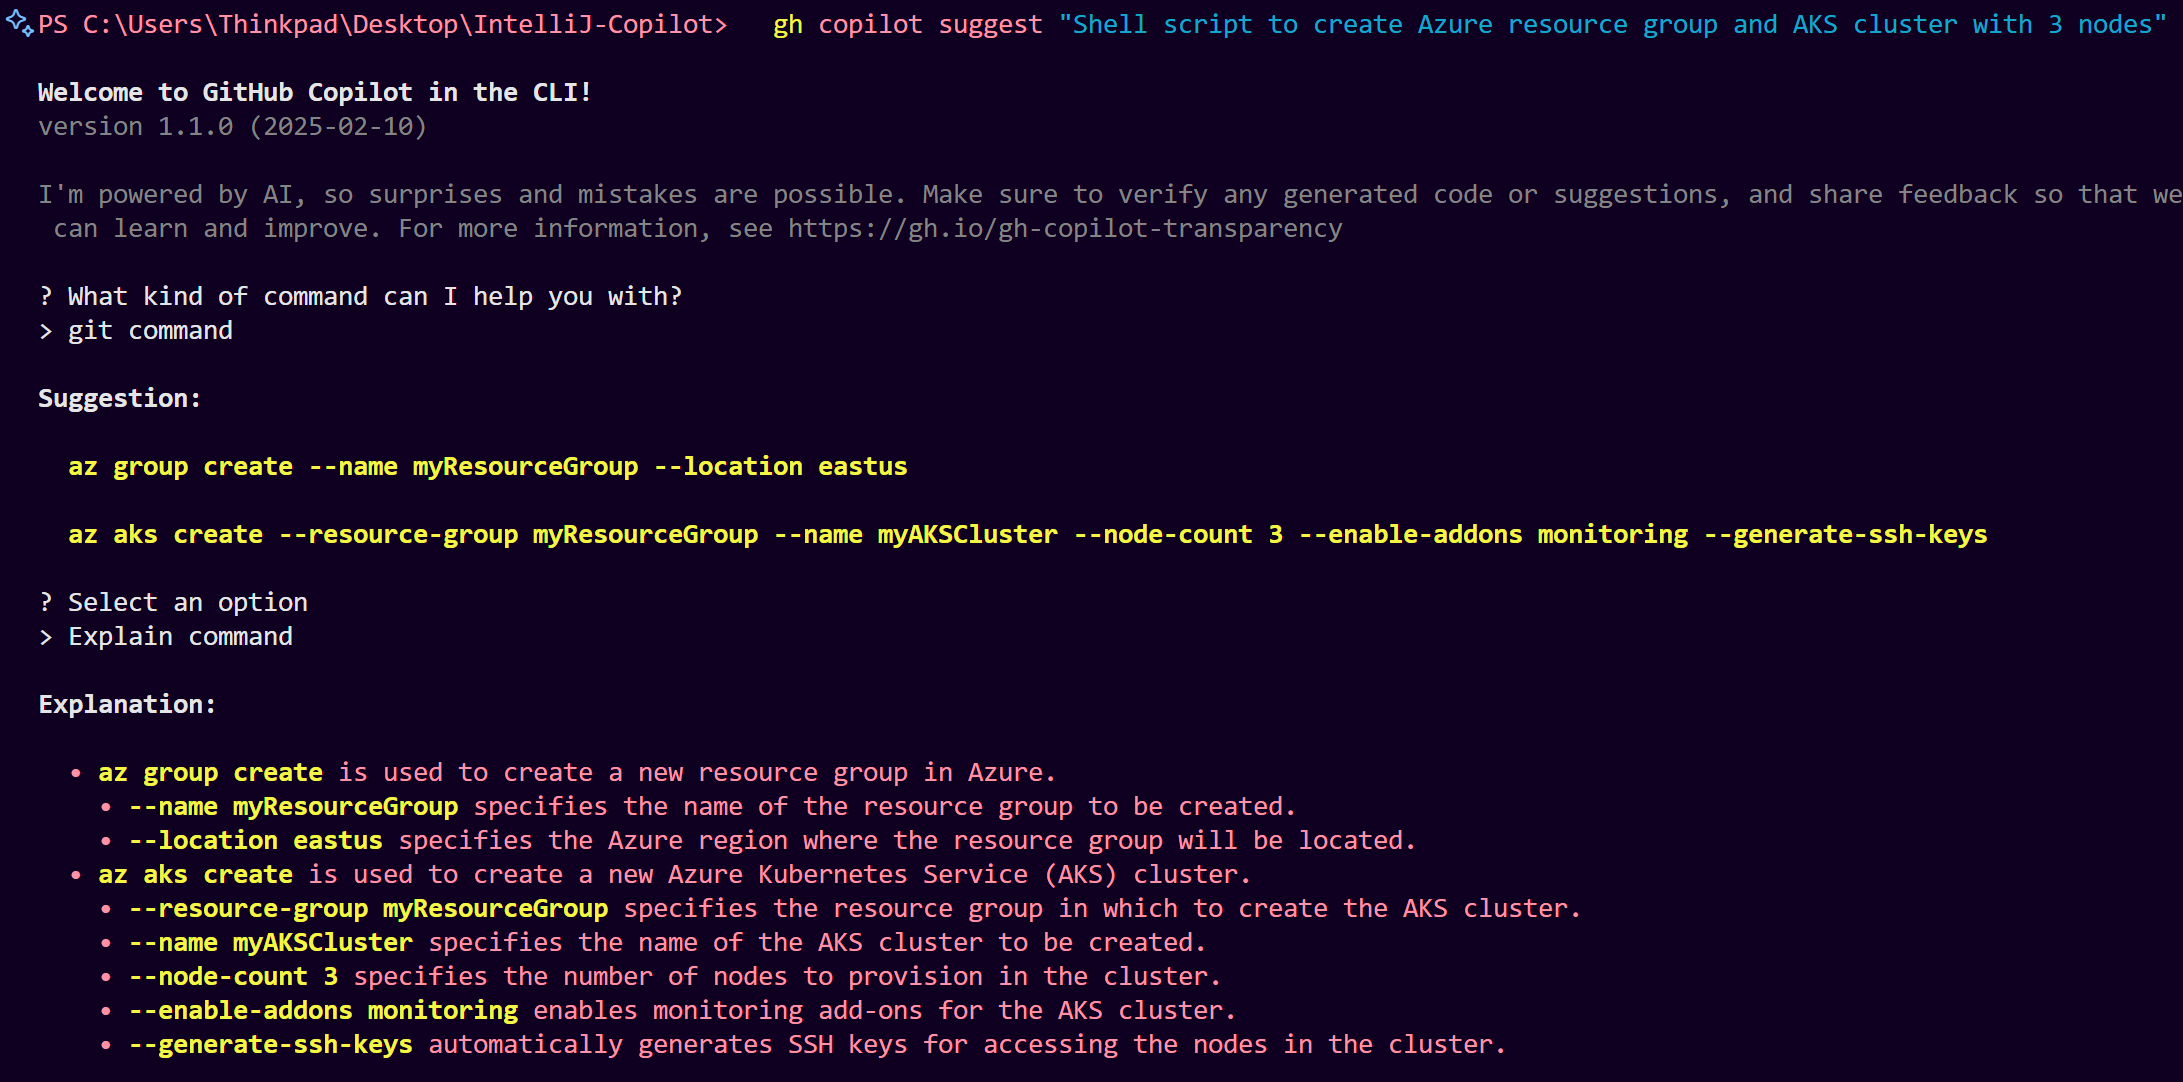 PS C:\Users\Thinkpad\Desktop\IntelliJ-Copilot>   gh copilot suggest "Shell script to create Azure resource group and AKS cluster with 3 nodes"
Welcome to GitHub Copilot in the CLI!
version 1.1.0 (2025-02-10)
I'm powered by AI, so surprises and mistakes are possible. Make sure to verify any generated code or suggestions, and share feedback so that we
can learn and improve. For more information, see https://gh.io/gh-copilot-transparency
? What kind of command can I help you with?
> git command
Suggestion:
az group create --name myResourceGroup --location eastus
az aks create --resource-group myResourceGroup --name myAKSCluster --node-count 3 --enable-addons monitoring --generate-ssh-keys
? Select an option
> Explain command
Explanation:
• az group create is used to create a new resource group in Azure.
• --name myResourceGroup specifies the name of the resource group to be created.
• --location eastus specifies the Azure region where the resource group will be located.
• az aks create is used to create a new Azure Kubernetes Service (AKS) cluster.
• --resource-group myResourceGroup specifies the resource group in which to create the AKS cluster.
• --name myAKSCluster specifies the name of the AKS cluster to be created.
• --node-count 3 specifies the number of nodes to provision in the cluster.
• --enable-addons monitoring enables monitoring add-ons for the AKS cluster.
• --generate-ssh-keys automatically generates SSH keys for accessing the nodes in the cluster.